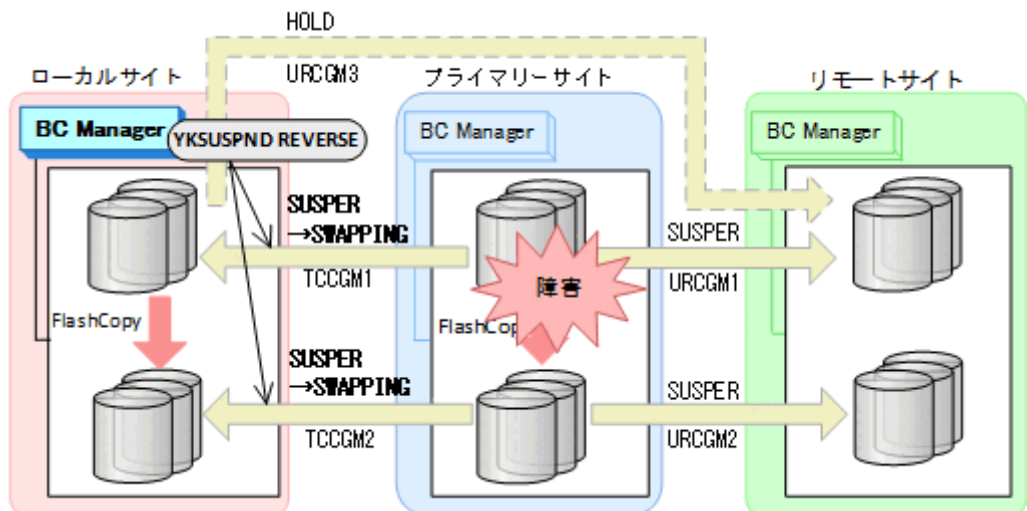 HOLD
URCGM3
ローカルサイト
プライマリーサイト
リモートサイト
BC Manager
YKSUSPND REVERSE
BC Manager
BC Manager
SUSPER
→SWAPPING
TCCGM1
SUSPER
URCGM1
障害
FlashCopy
FlashCopy
SUSPER
→SWAPPING
TCCGM2
SUSPER
URCGM2